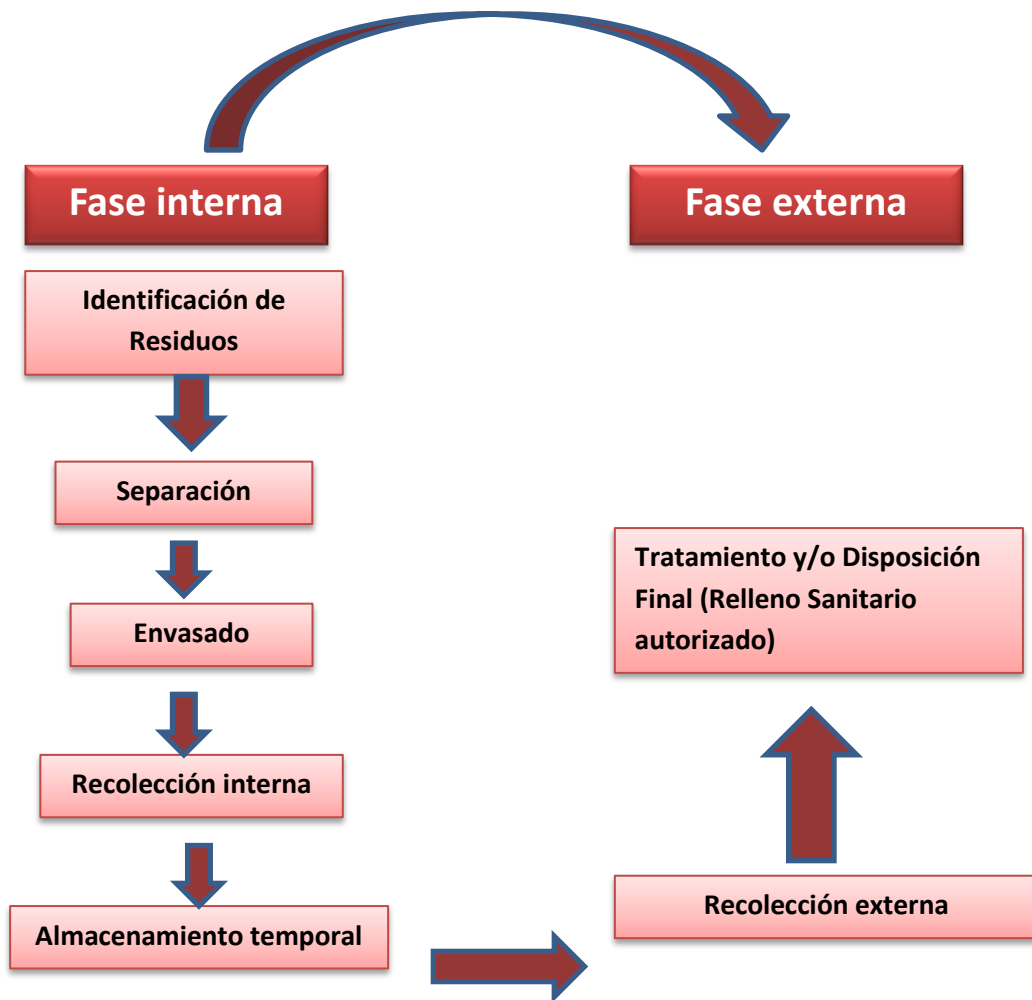 Fase interna
Fase externa
Identificación de
Residuos
Separación
Envasado
Recolección interna
Almacenamiento temporal
Tratamiento y/o Disposición
Final (Relleno Sanitario
autorizado)
Recolección externa